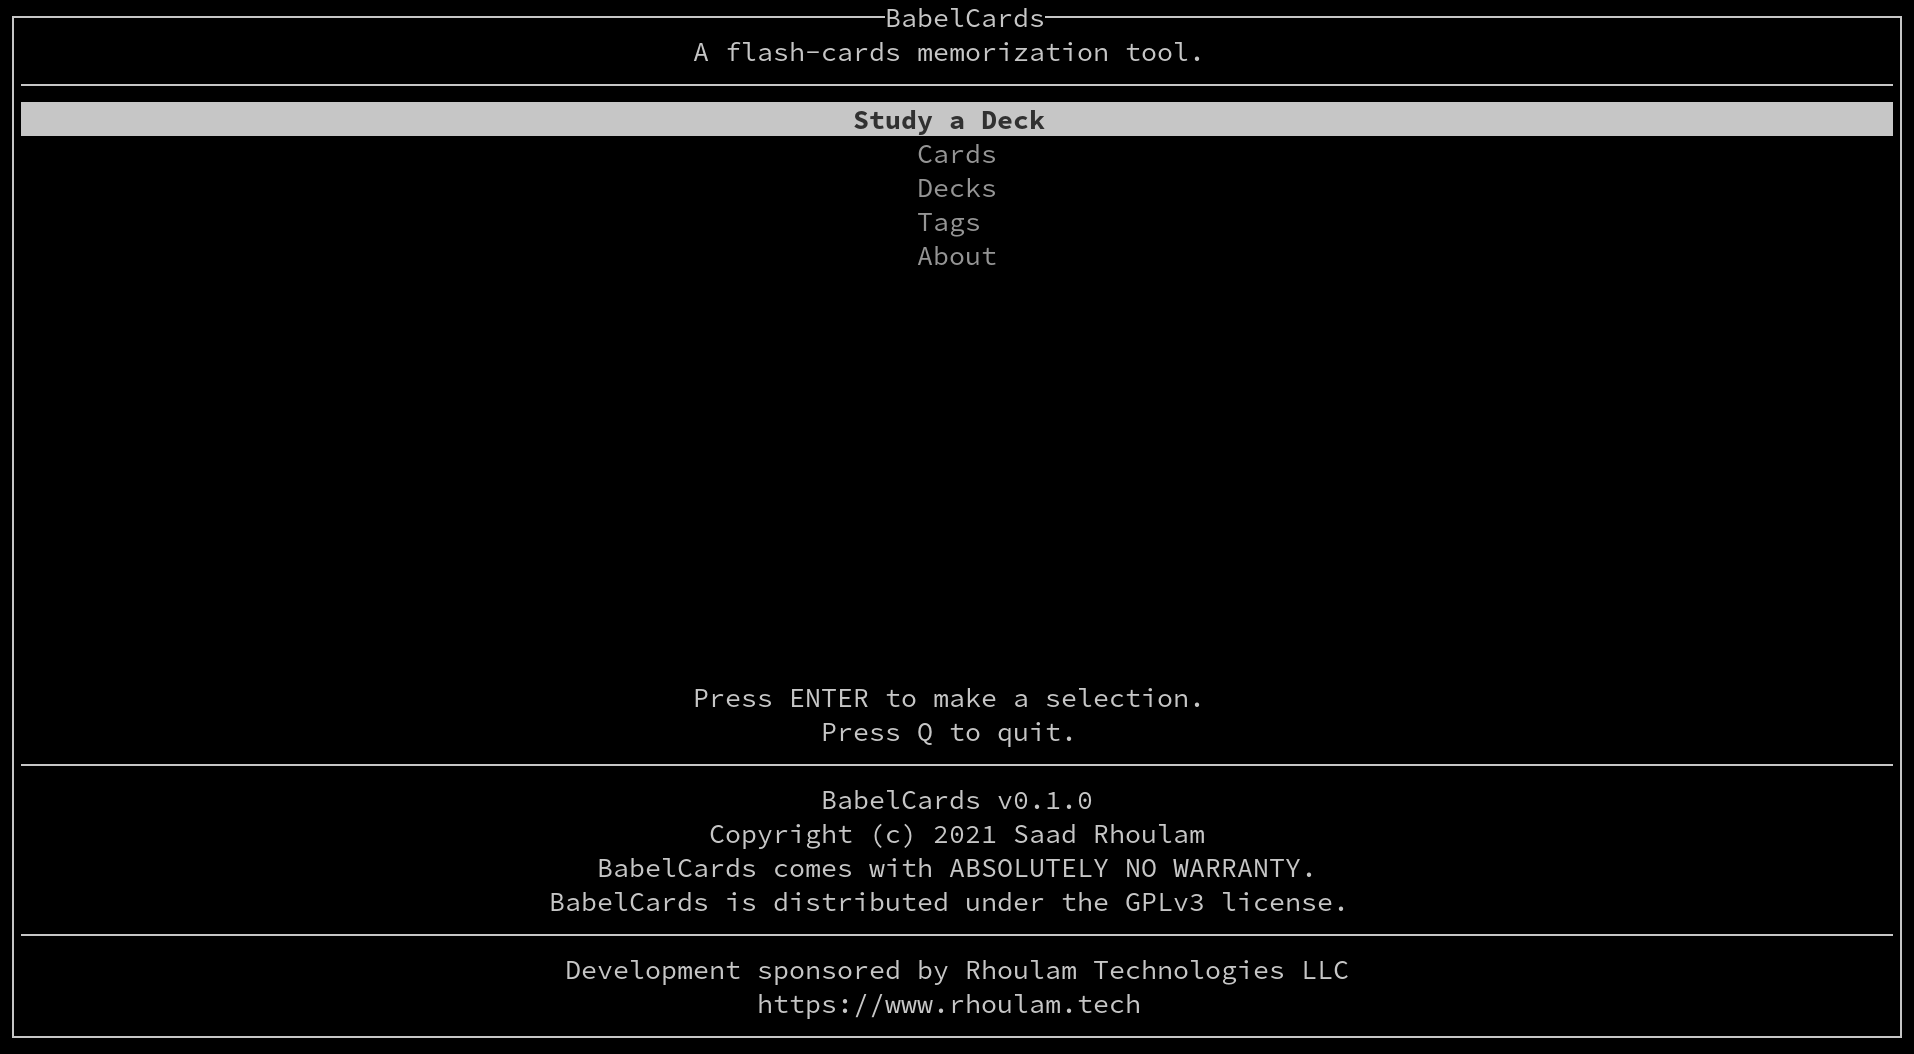 BabelCards
A flash-cards memorization tool.
Study a Deck
Cards
Decks
Tags
About
Press ENTER to make a selection.
Press Q to quit.
BabelCards v0.1.0
Copyright (c) 2021 Saad Rhoulam
BabelCards comes with ABSOLUTELY NO WARRANTY.
BabelCards is distributed under the GPLv3 license.
Development sponsored by Rhoulam Technologies LLC
https://www.rhoulam.tech